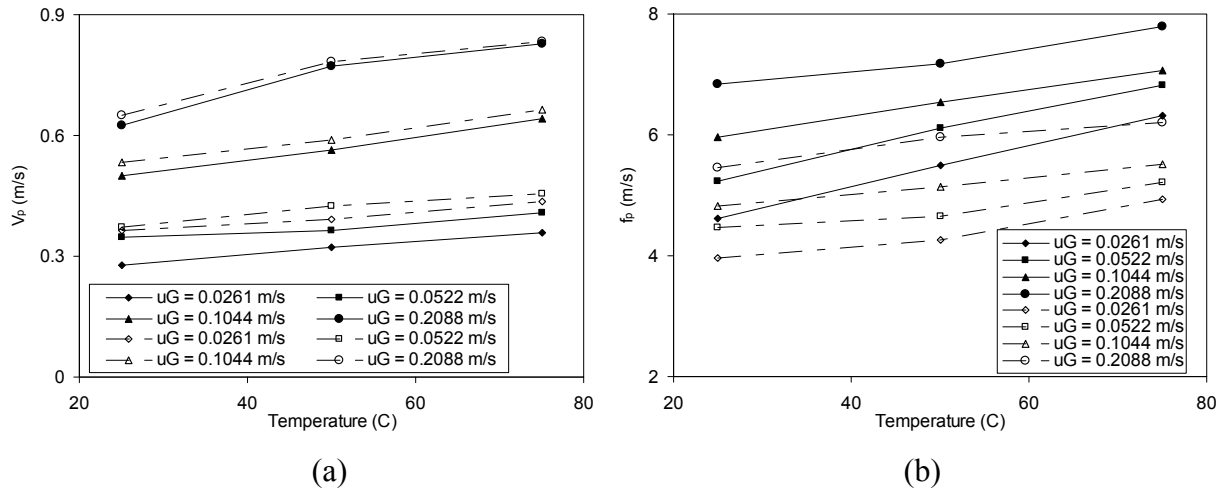 0.9
0.6
0.3
0
Vp (m/s)
uG = 0.0261 m/s
uG = 0.0522 m/s
uG = 0.1044 m/s
uG = 0.2088 m/s
uG = 0.0261 m/s
uG = 0.0522 m/s
uG = 0.1044 m/s
uG = 0.2088 m/s
20 40 60 80
Temperature (C)
(a)
8
6
4
2
fp (m/s)
uG = 0.0261 m/s
uG = 0.0522 m/s
uG = 0.1044 m/s
uG = 0.2088 m/s
uG = 0.0261 m/s
uG = 0.0522 m/s
uG = 0.1044 m/s
uG = 0.2088 m/s
20 40 60 80
Temperature (C)
(b)